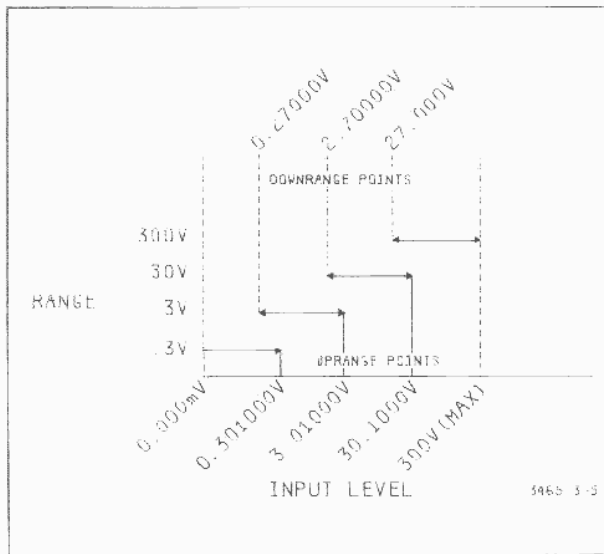 0.27000V
2.70000V
27.000V
DOWNRANGE POINTS
300V
30V
RANGE
3V
.3V
UPRANGE POINTS
0.000mV
0.301000V
3.01000V
30.1000V
300V(MAX)
INPUT LEVEL
3465-3-5